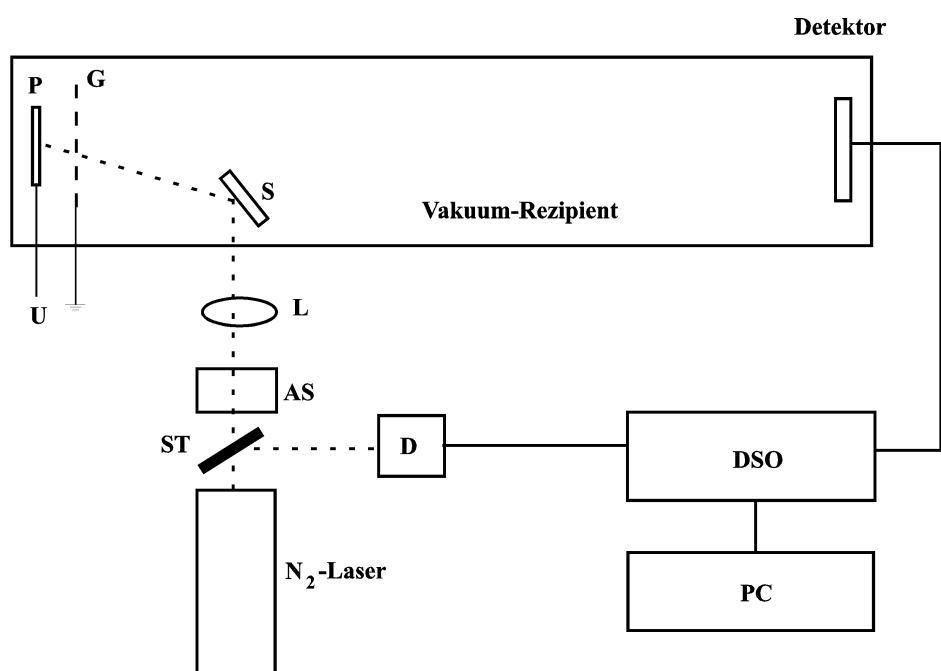 Detektor
P
G
S
Vakuum-Rezipient
U
L
AS
ST
D
DSO
N2-Laser
PC